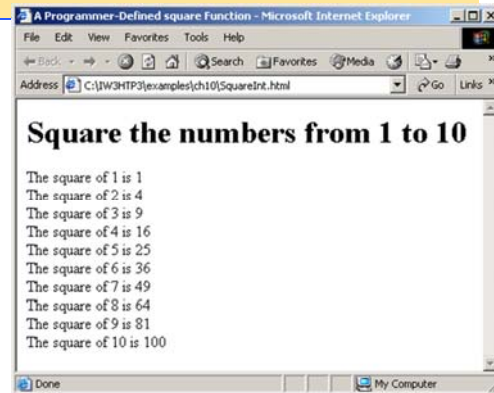 A Programmer-Defined square Function - Microsoft Internet Explorer
File Edit View Favorites Tools Help
Back Search Favorites Media »
Address C:\IW3HTP3\examples\ch10\SquareInt.html Go Links »
Square the numbers from 1 to 10
The square of 1 is 1
The square of 2 is 4
The square of 3 is 9
The square of 4 is 16
The square of 5 is 25
The square of 6 is 36
The square of 7 is 49
The square of 8 is 64
The square of 9 is 81
The square of 10 is 100
Done My Computer